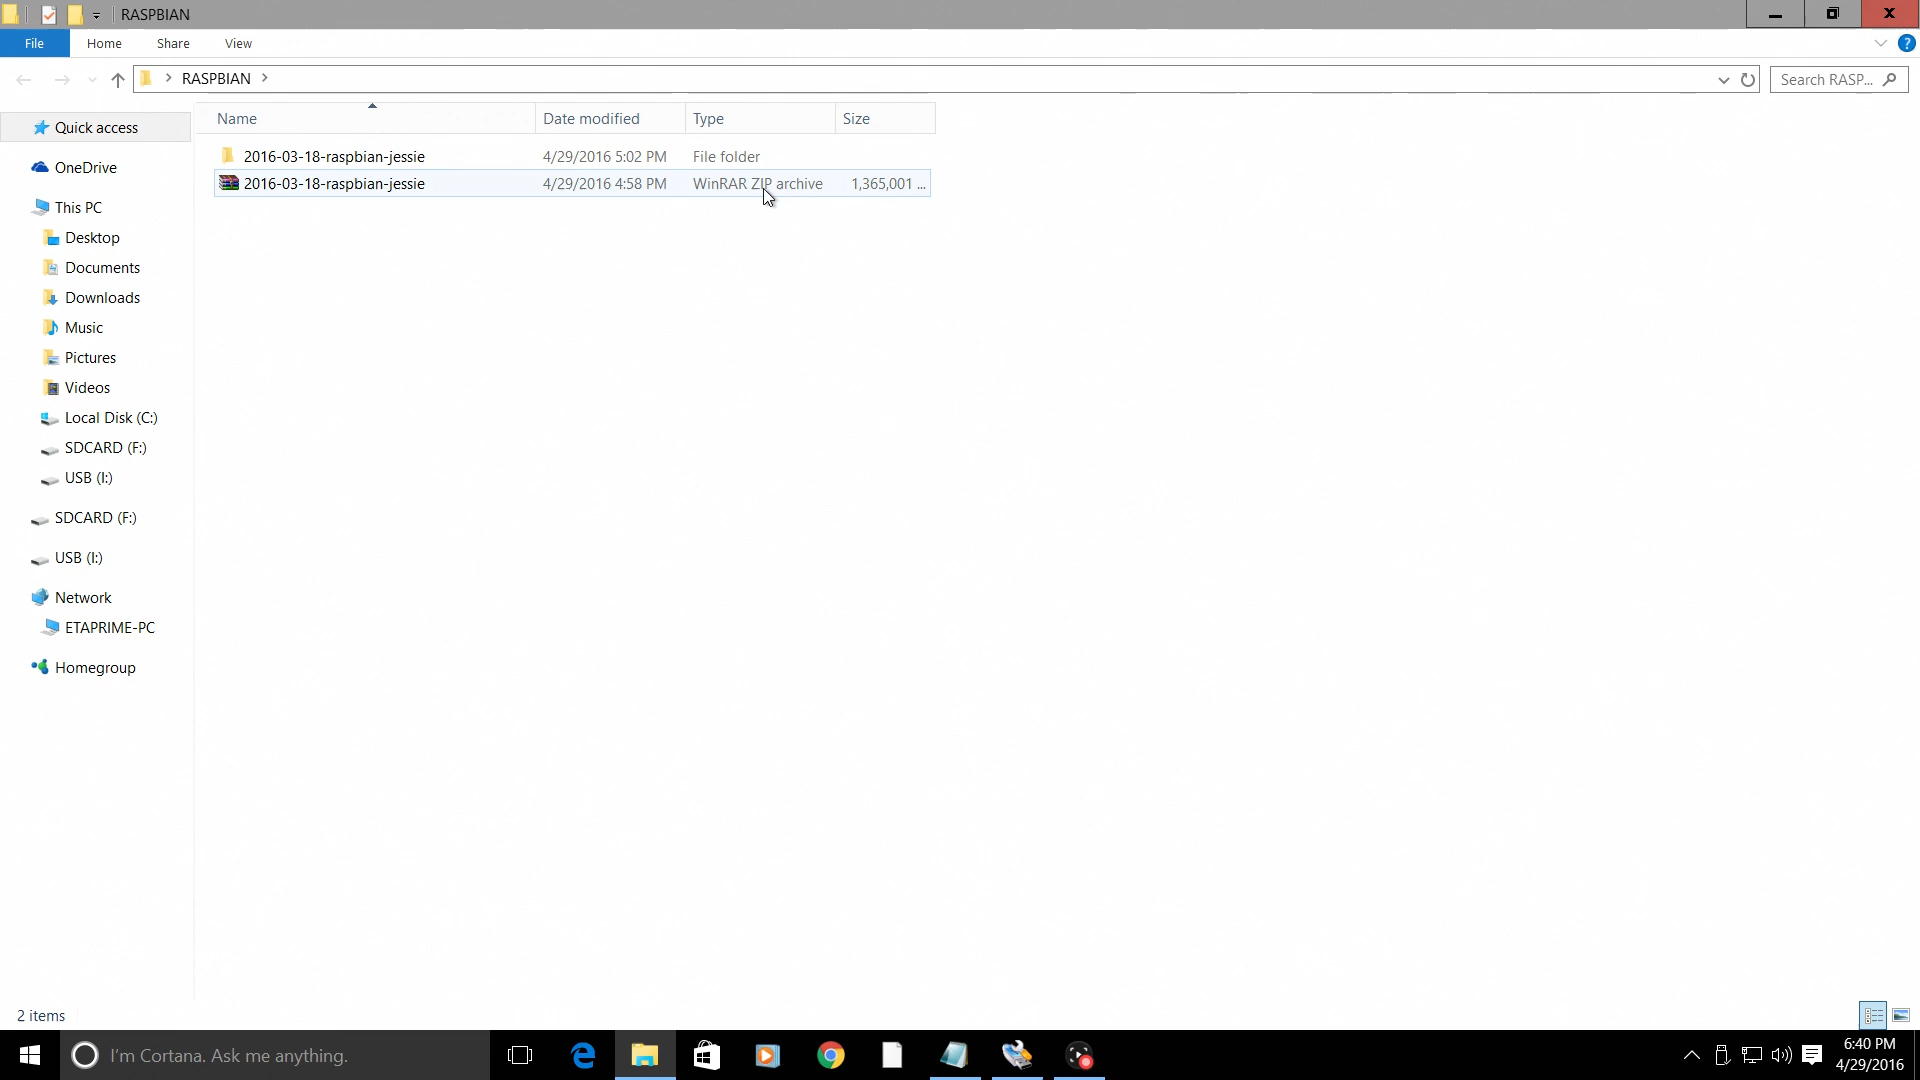 RASPBIAN
File Home Share View
RASPBIAN
Search RASP...
Name Date modified Type Size
2016-03-18-raspbian-jessie 4/29/2016 5:02 PM File folder
2016-03-18-raspbian-jessie 4/29/2016 4:58 PM WinRAR ZIP archive 1,365,001 ...
Quick access
OneDrive
This PC
Desktop
Documents
Downloads
Music
Pictures
Videos
Local Disk (C:)
SDCARD (F:)
USB (I:)
SDCARD (F:)
USB (I:)
Network
ETAPRIME-PC
Homegroup
2 items
I'm Cortana. Ask me anything.
6:40 PM
4/29/2016